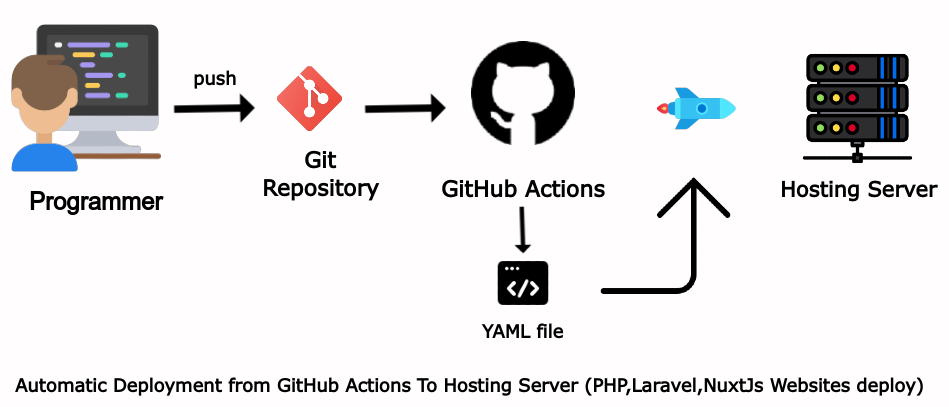 push
Programmer
Git
Repository
GitHub Actions
Hosting Server
</>
YAML file
Automatic Deployment from GitHub Actions To Hosting Server (PHP,Laravel,NuxtJs Websites deploy)